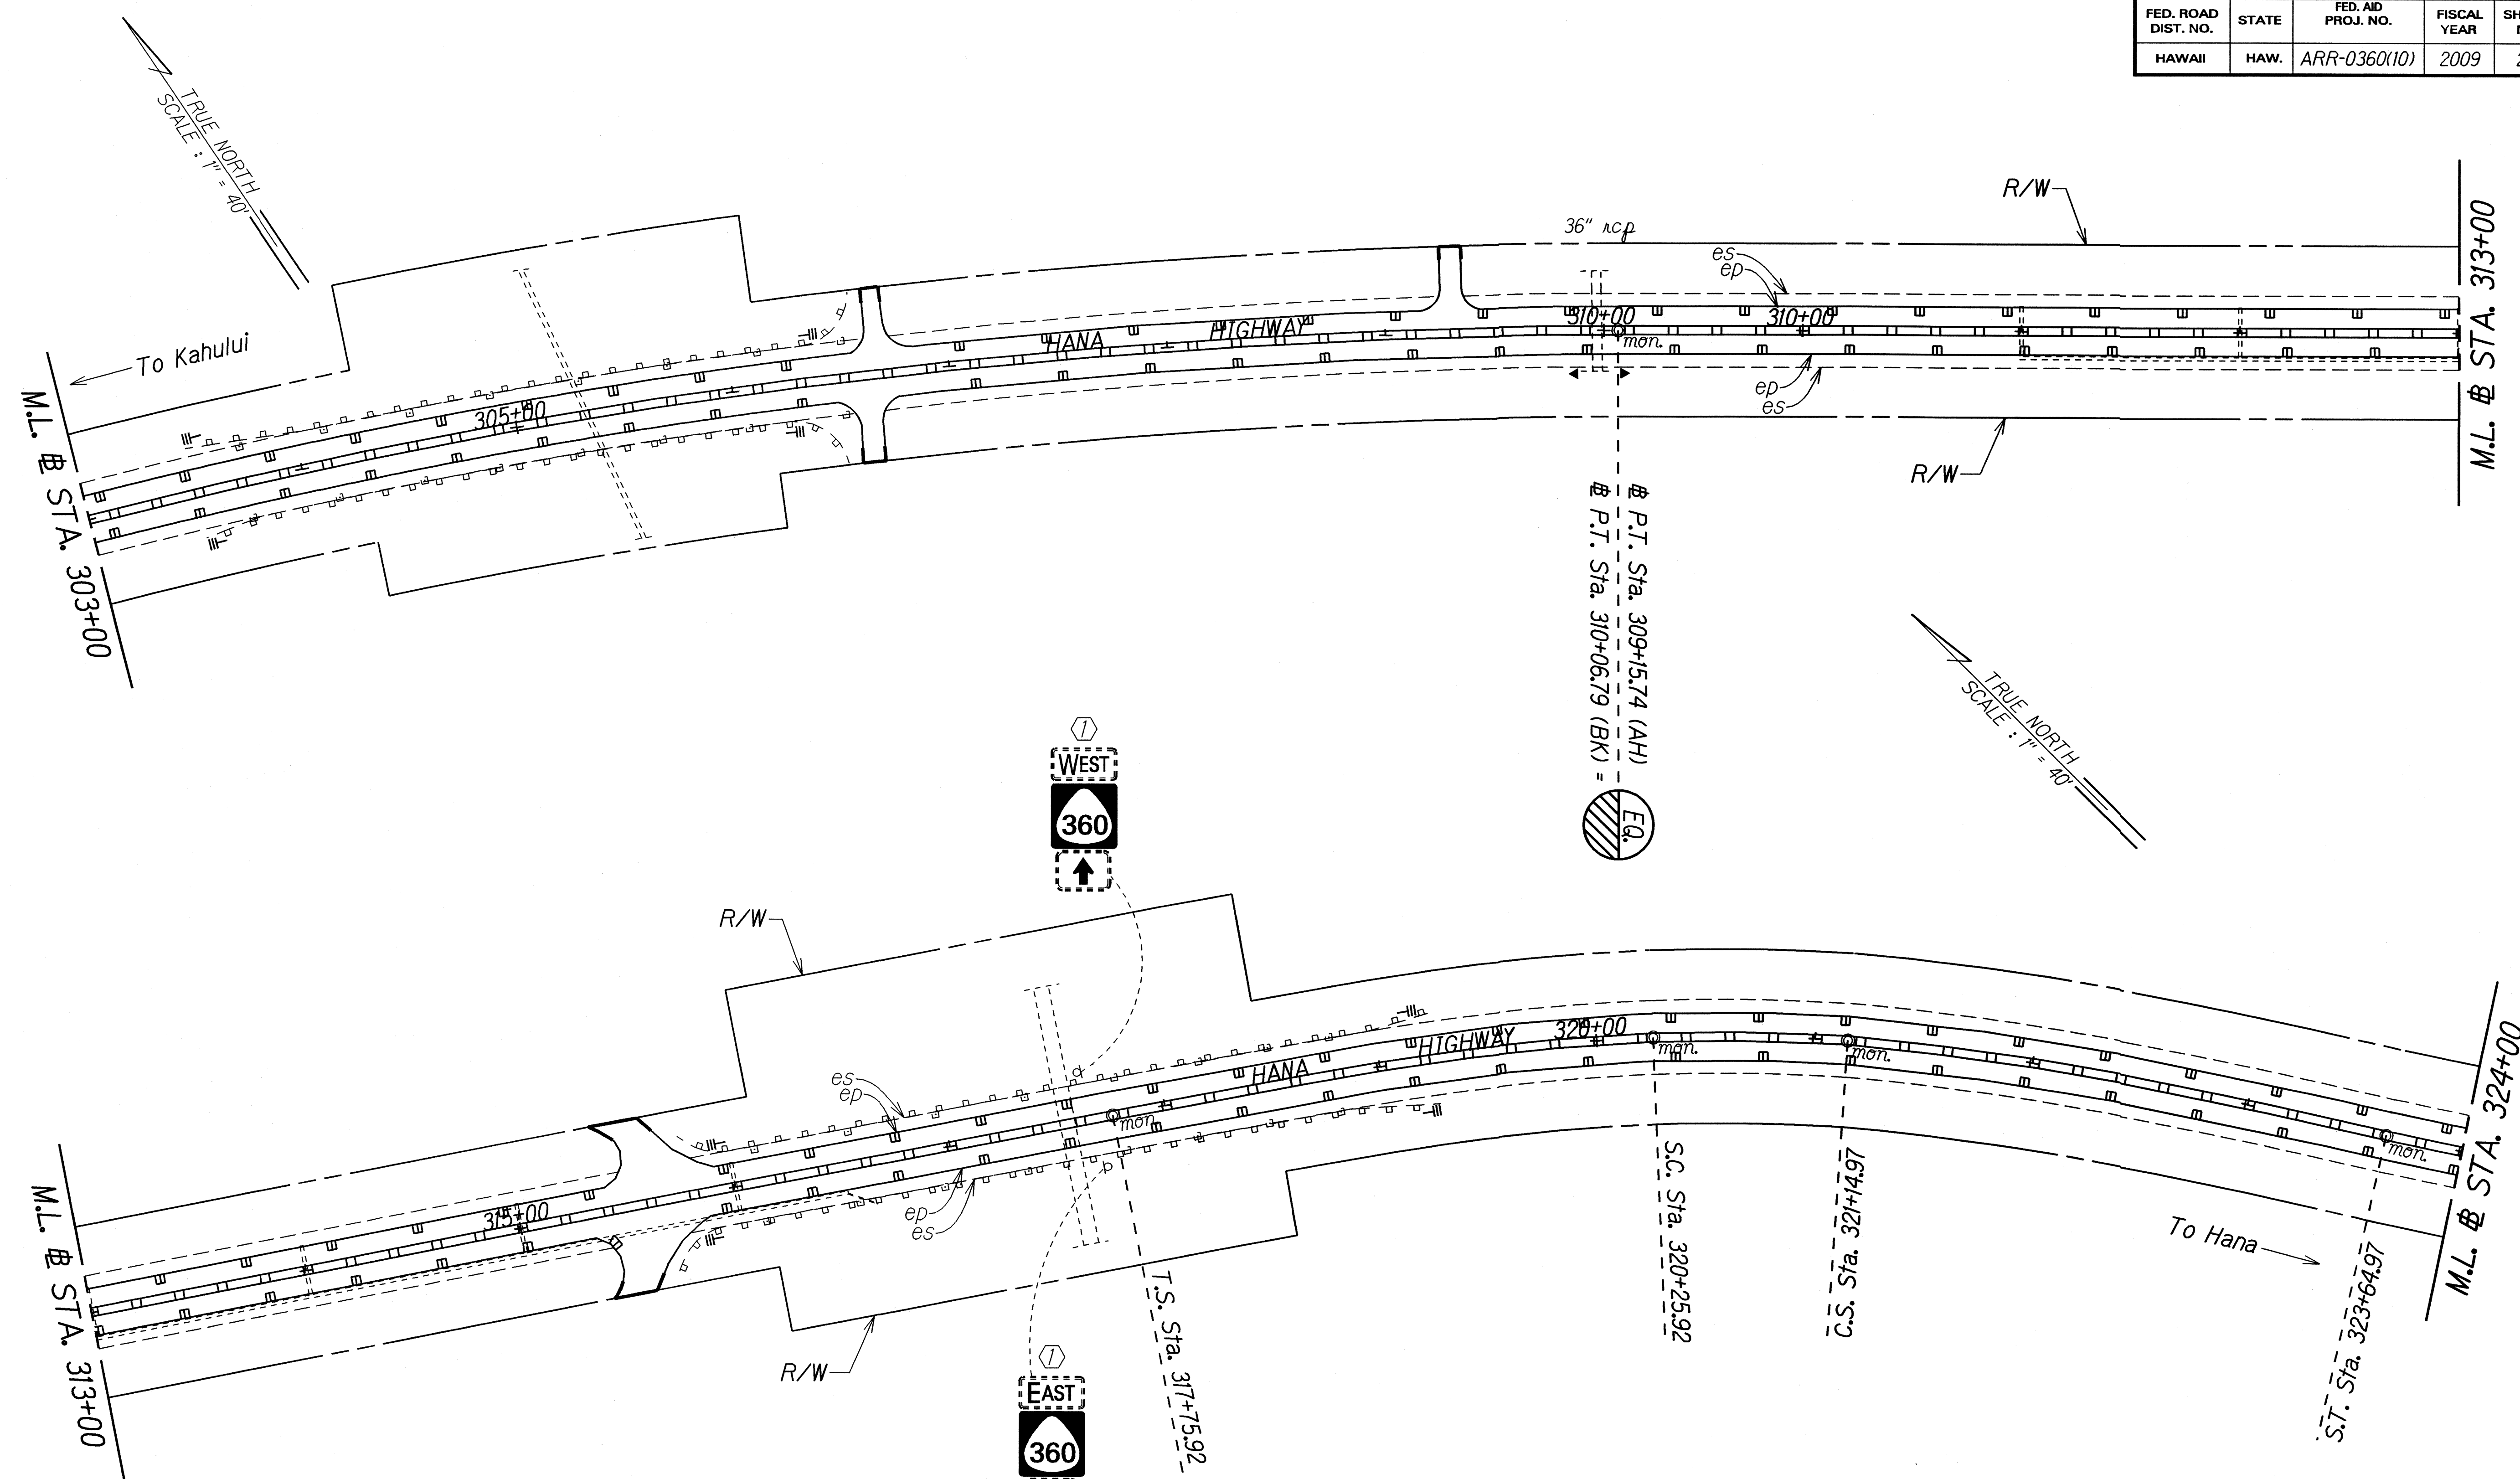 FED. ROAD DIST. NO.
STATE
FED. AID PROJ. NO.
FISCAL YEAR
HAWAII
HAW.
ARR-0360(10)
2009
TRUE NORTH
SCALE : 1" = 40'
To Kahului
M.L. B STA. 303+00
305+00
HANA
HIGHWAY
36" rcp
310+00
mon.
310+00
es
ep
ep
es
R/W
R/W
M.L. B STA. 313+00
B P.T. Sta. 309+15.74 (AH)
B P.T. Sta. 310+06.79 (BK) =
EQ.
TRUE NORTH
SCALE : 1" = 40'
1
WEST
360
R/W
M.L. B STA. 313+00
315+00
es
ep
ep
es
mon.
HANA
HIGHWAY
320+00
mon.
mon.
mon.
R/W
T.S. Sta. 317+75.92
S.C. Sta. 320+25.92
C.S. Sta. 321+14.97
S.T. Sta. 323+64.97
To Hana
M.L. B STA. 324+00
1
EAST
360